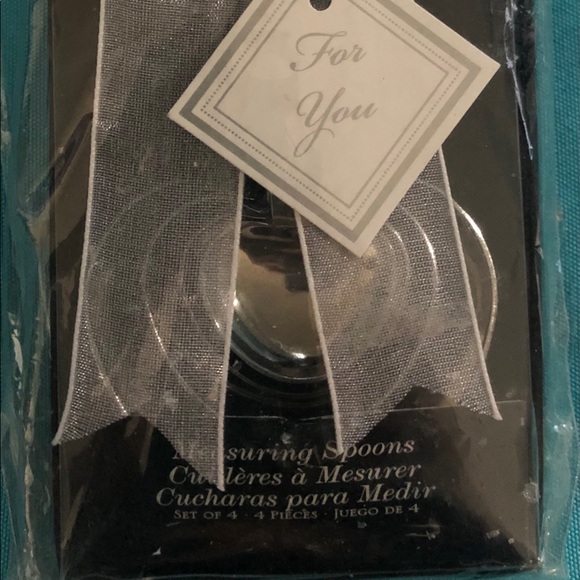 For
You
Measuring Spoons
Cuillères à Mesurer
Cucharas para Medir
SET OF 4 · 4 PIÈCES · JUEGO DE 4